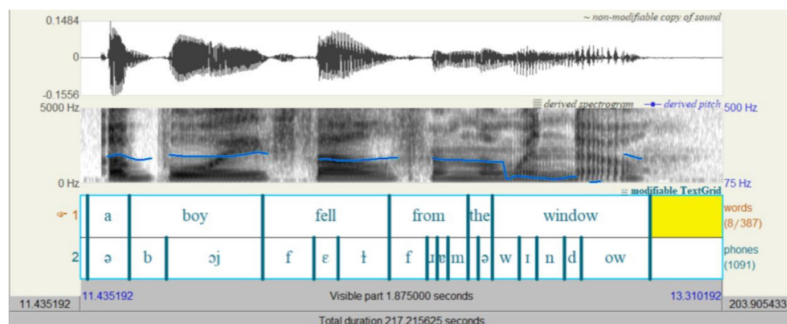 0.1484
~ non-modifiable copy of sound
0
-0.1556
5000 Hz
derived spectrogram
derived pitch
500 Hz
0 Hz
75 Hz
modifiable TextGrid
1 a boy fell from the window
words
(8/387)
2 ə b ɔj f ɛ ɫ f ɹ ɐ m ə w ɪ n d ow
phones
(1091)
11.435192
11.435192 Visible part 1.875000 seconds 13.310192
203.905433
Total duration 217.215625 seconds